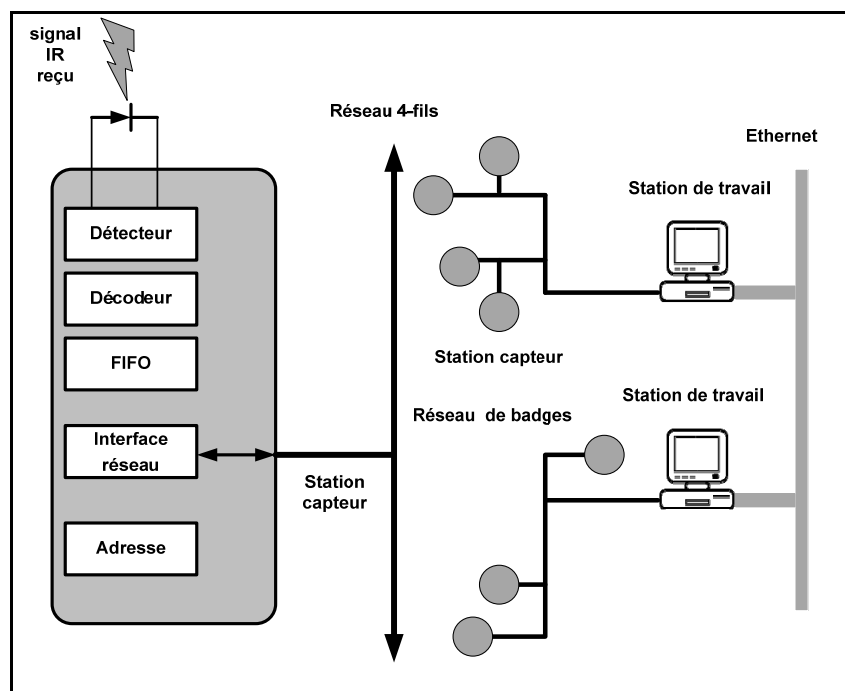 signal
IR
reçu
Détecteur
Décodeur
FIFO
Interface
réseau
Adresse
Station
capteur
Réseau 4-fils
Ethernet
Station de travail
Station capteur
Réseau de badges
Station de travail